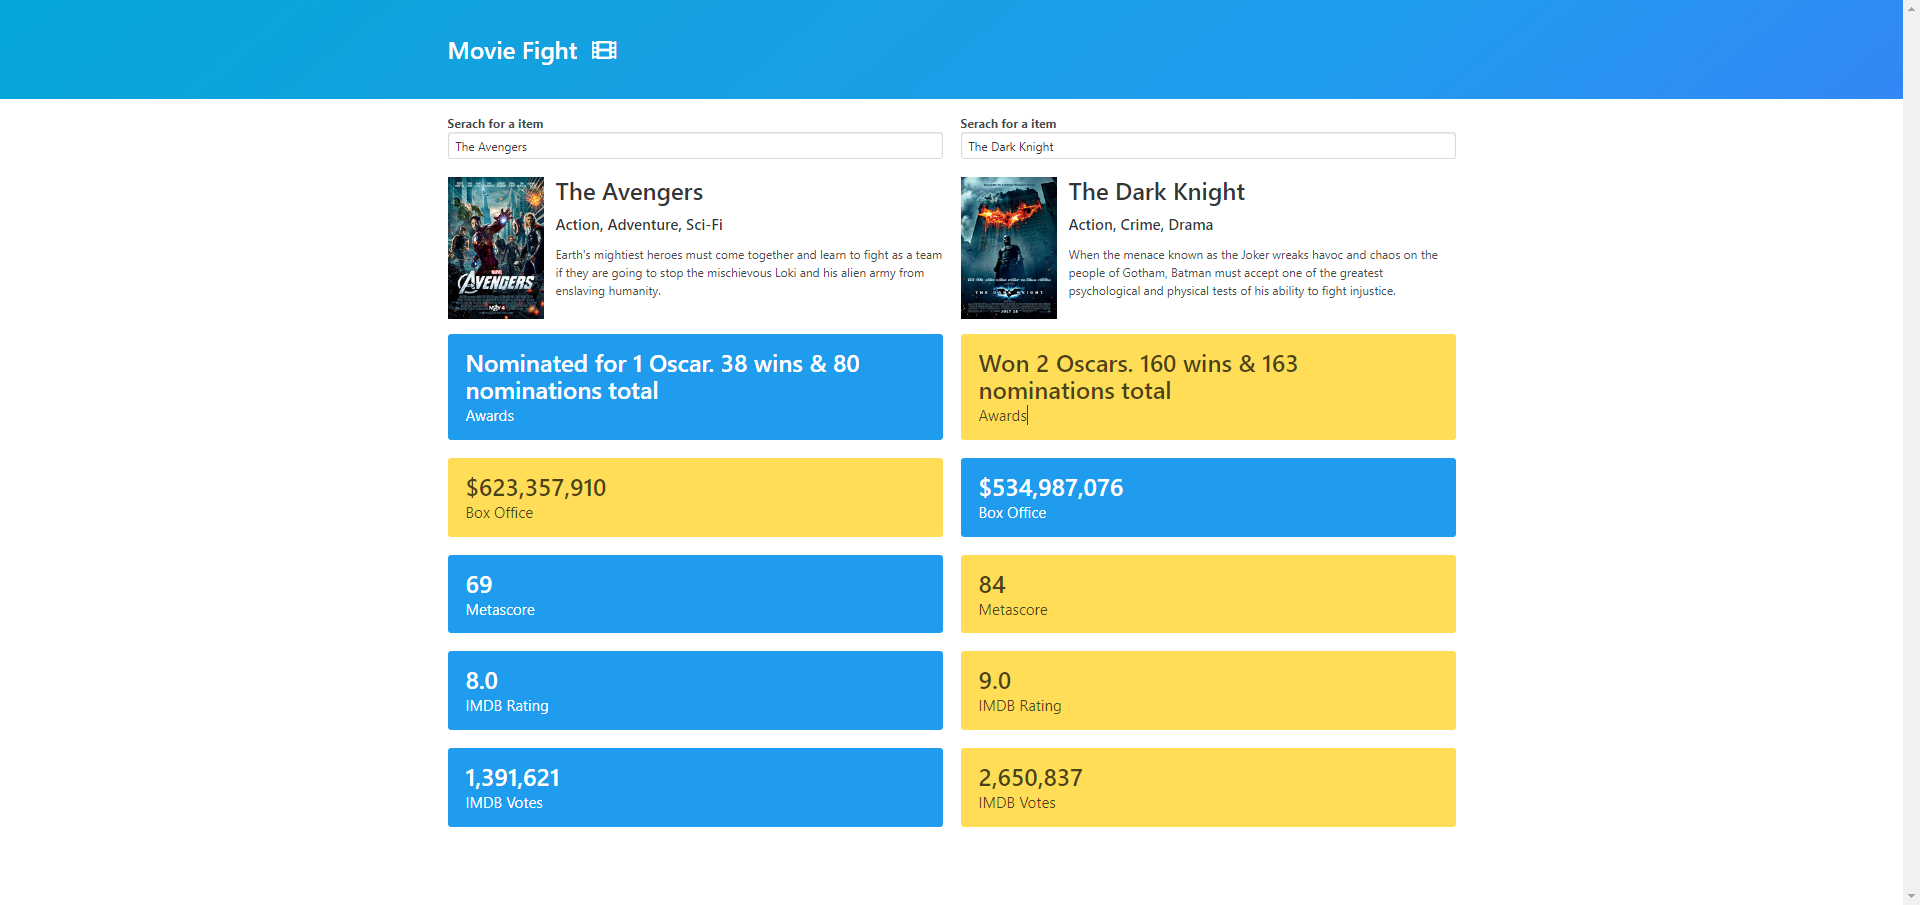 Movie Fight
Serach for a item
The Avengers
AVENGERS
The Avengers
Action, Adventure, Sci-Fi
Earth's mightiest heroes must come together and learn to fight as a team
if they are going to stop the mischievous Loki and his alien army from
enslaving humanity.
Nominated for 1 Oscar. 38 wins & 80
nominations total
Awards
$623,357,910
Box Office
69
Metascore
8.0
IMDB Rating
1,391,621
IMDB Votes
Serach for a item
The Dark Knight
THE DARK KNIGHT
JULY 18
The Dark Knight
Action, Crime, Drama
When the menace known as the Joker wreaks havoc and chaos on the
people of Gotham, Batman must accept one of the greatest
psychological and physical tests of his ability to fight injustice.
Won 2 Oscars. 160 wins & 163
nominations total
Awards
$534,987,076
Box Office
84
Metascore
9.0
IMDB Rating
2,650,837
IMDB Votes